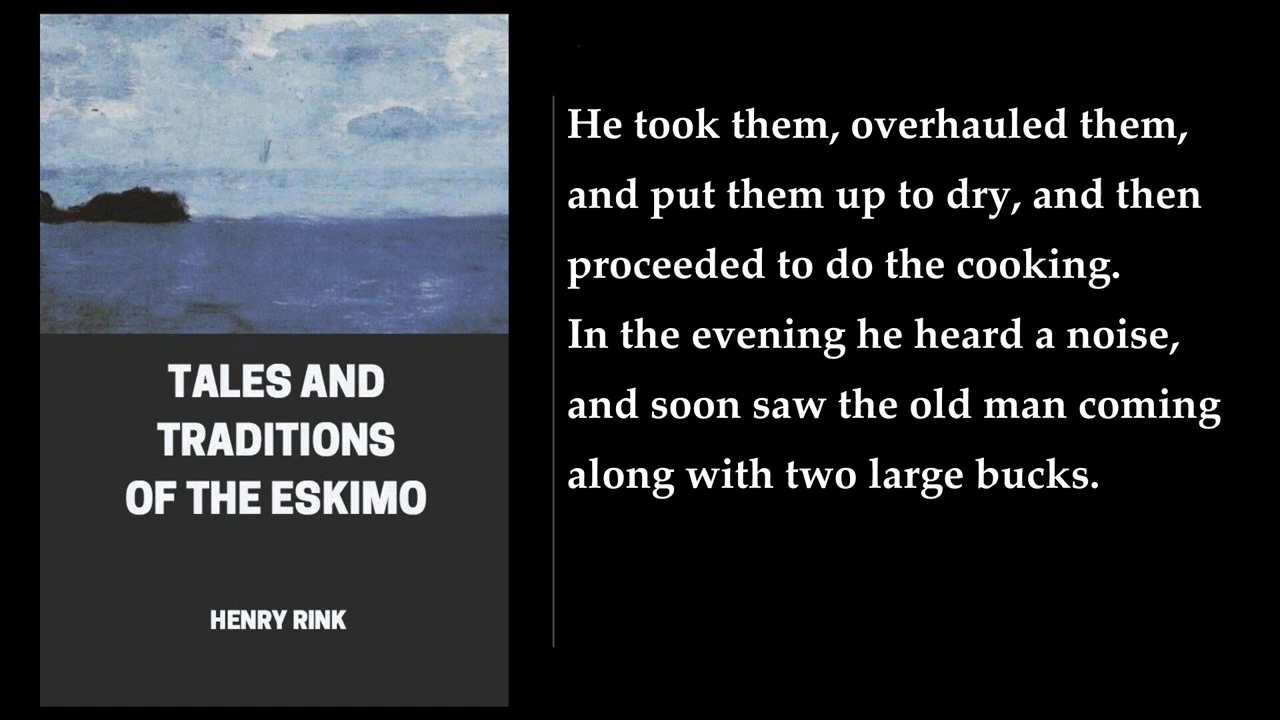 TALES AND
TRADITIONS
OF THE ESKIMO
HENRY RINK
He took them, overhauled them,
and put them up to dry, and then
proceeded to do the cooking.
In the evening he heard a noise,
and soon saw the old man coming
along with two large bucks.